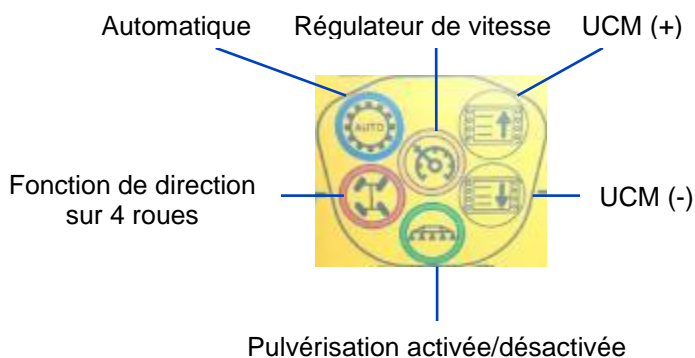 Automatique Régulateur de vitesse UCM (+)
AUTO
Fonction de direction
sur 4 roues
UCM (-)
Pulvérisation activée/désactivée